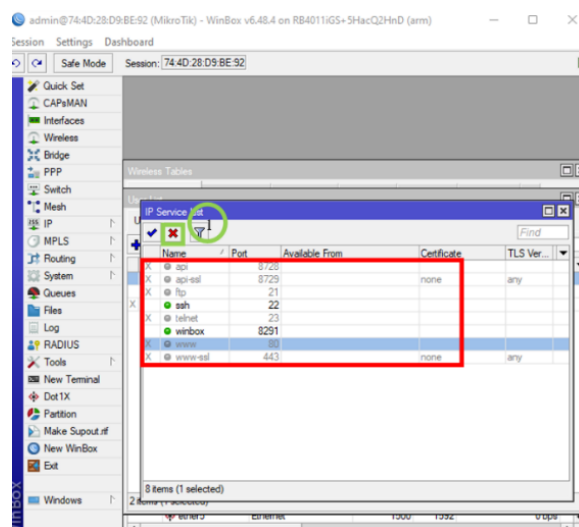 admin@74:4D:28:D9:BE:92 (MikroTik) - WinBox v6.48.4 on RB4011iGS+5HacQ2HnD (arm)
Session Settings Dashboard
Safe Mode Session: 74:4D:28:D9:BE:92
Quick Set
CAPsMAN
Interfaces
Wireless
Bridge
PPP
Switch
Mesh
IP
MPLS
Routing
System
Queues
Files
Log
RADIUS
Tools
New Terminal
Dot1X
Partition
Make Supout.rif
New WinBox
Exit
Windows
WinBox
Wireless Tables
IP Service List
Find
Name Port Available From Certificate TLS Ver...
X api 8728
X api-ssl 8729 none any
X ftp 21
ssh 22
X telnet 23
winbox 8291
X www 80
X www-ssl 443 none any
8 items (1 selected)
2 items (1 selected)
ether5 Ethernet 1500 1592 0 bps